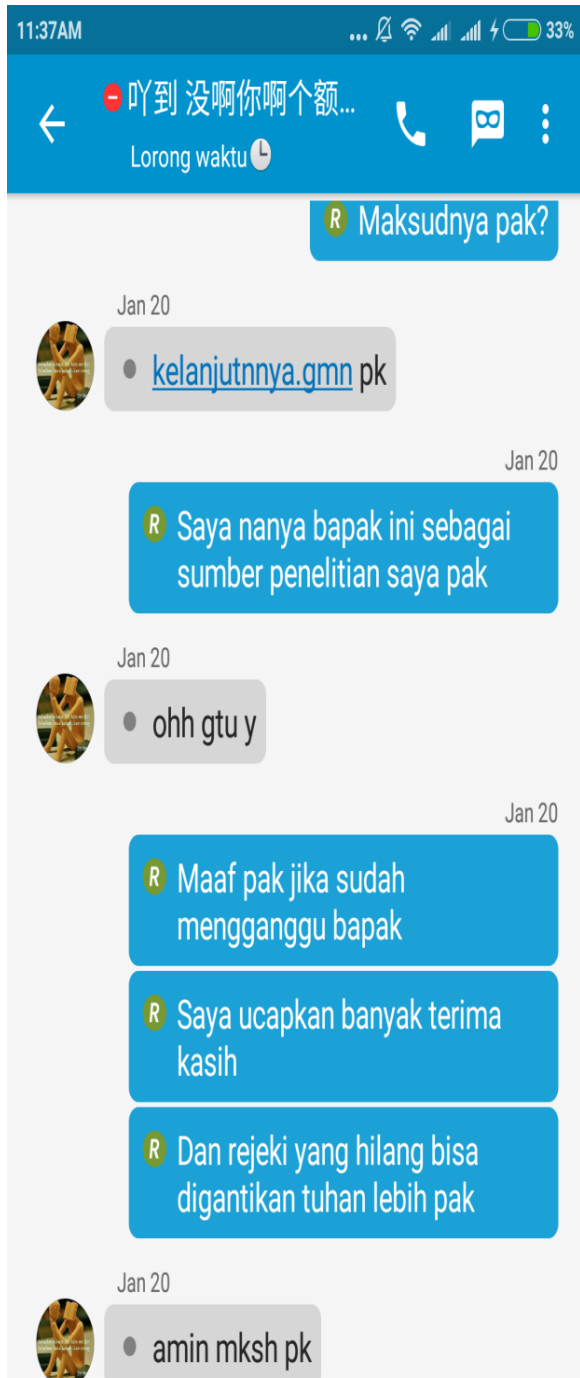 11:37AM
... 33%
吖到 没啊你啊个额...
Lorong waktu
R Maksudnya pak?
Jan 20
kelanjutnnya.gmn pk
Jan 20
R Saya nanya bapak ini sebagai
sumber penelitian saya pak
Jan 20
ohh gtu y
Jan 20
R Maaf pak jika sudah
mengganggu bapak
R Saya ucapkan banyak terima
kasih
R Dan rejeki yang hilang bisa
digantikan tuhan lebih pak
Jan 20
amin mksh pk